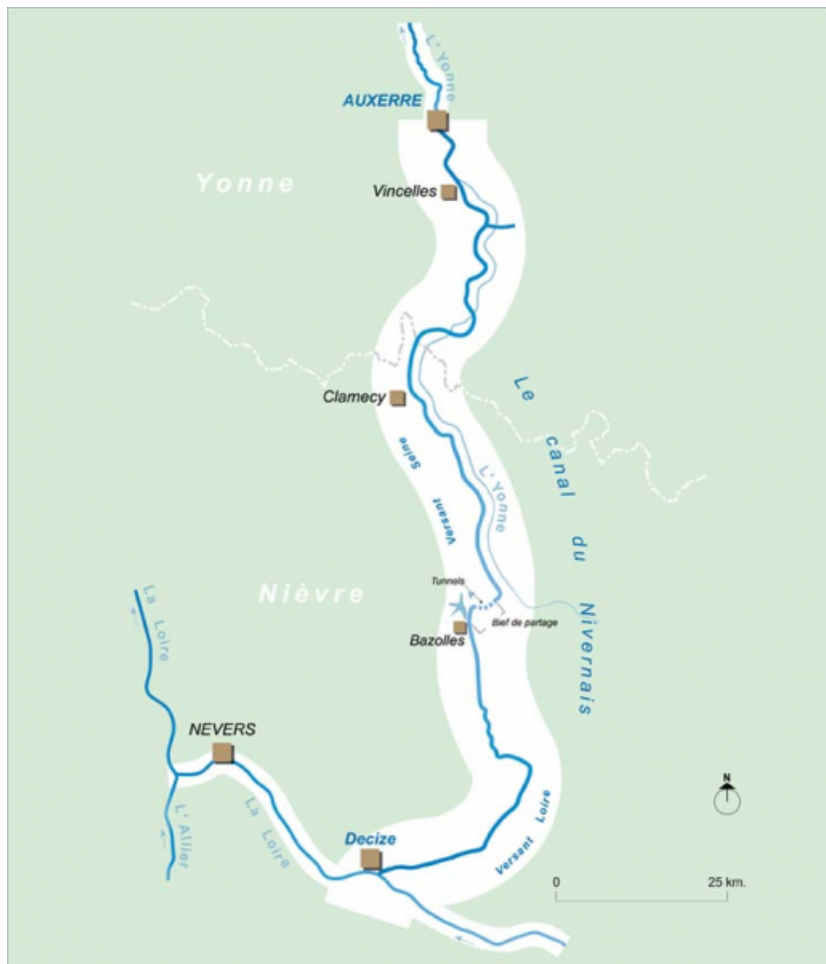 L'Yonne
AUXERRE
Yonne
Vincelles
Clamecy
Le canal du Nivernais
Versant Seine
L'Yonne
Tunnels
Nièvre
Bief de partage
Bazolles
La Loire
NEVERS
N
L'Allier
La Loire
Decize
Versant Loire
0 25 km.